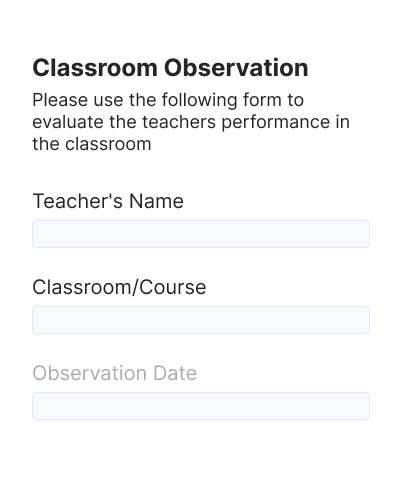 Classroom Observation
Please use the following form to
evaluate the teachers performance in
the classroom
Teacher's Name
Classroom/Course
Observation Date